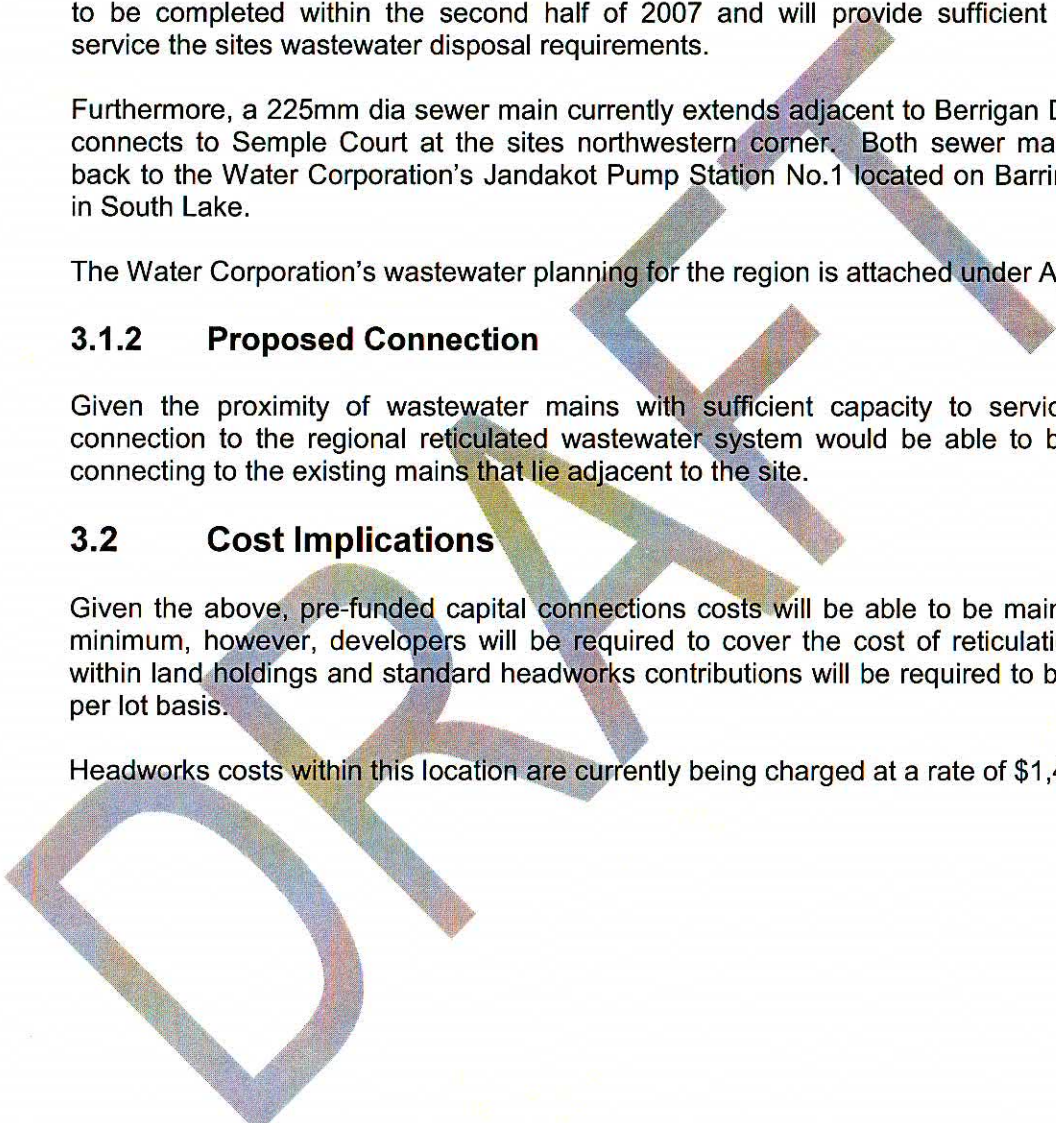 to be completed within the second half of 2007 and will provide sufficient
service the sites wastewater disposal requirements.
Furthermore, a 225mm dia sewer main currently extends adjacent to Berrigan
connects to Semple Court at the sites northwestern corner. Both sewer
back to the Water Corporation's Jandakot Pump Station No.1 located on
in South Lake.
The Water Corporation's wastewater planning for the region is attached under A
3.1.2 Proposed Connection
Given the proximity of wastewater mains with sufficient capacity to
connection to the regional reticulated wastewater system would be able to
connecting to the existing mains that lie adjacent to the site.
3.2 Cost Implications
Given the above, pre-funded capital connections costs will be able to be
minimum, however, developers will be required to cover the cost of
within land holdings and standard headworks contributions will be required to
per lot basis.
Headworks costs within this location are currently being charged at a rate of $1,4
DRAFT